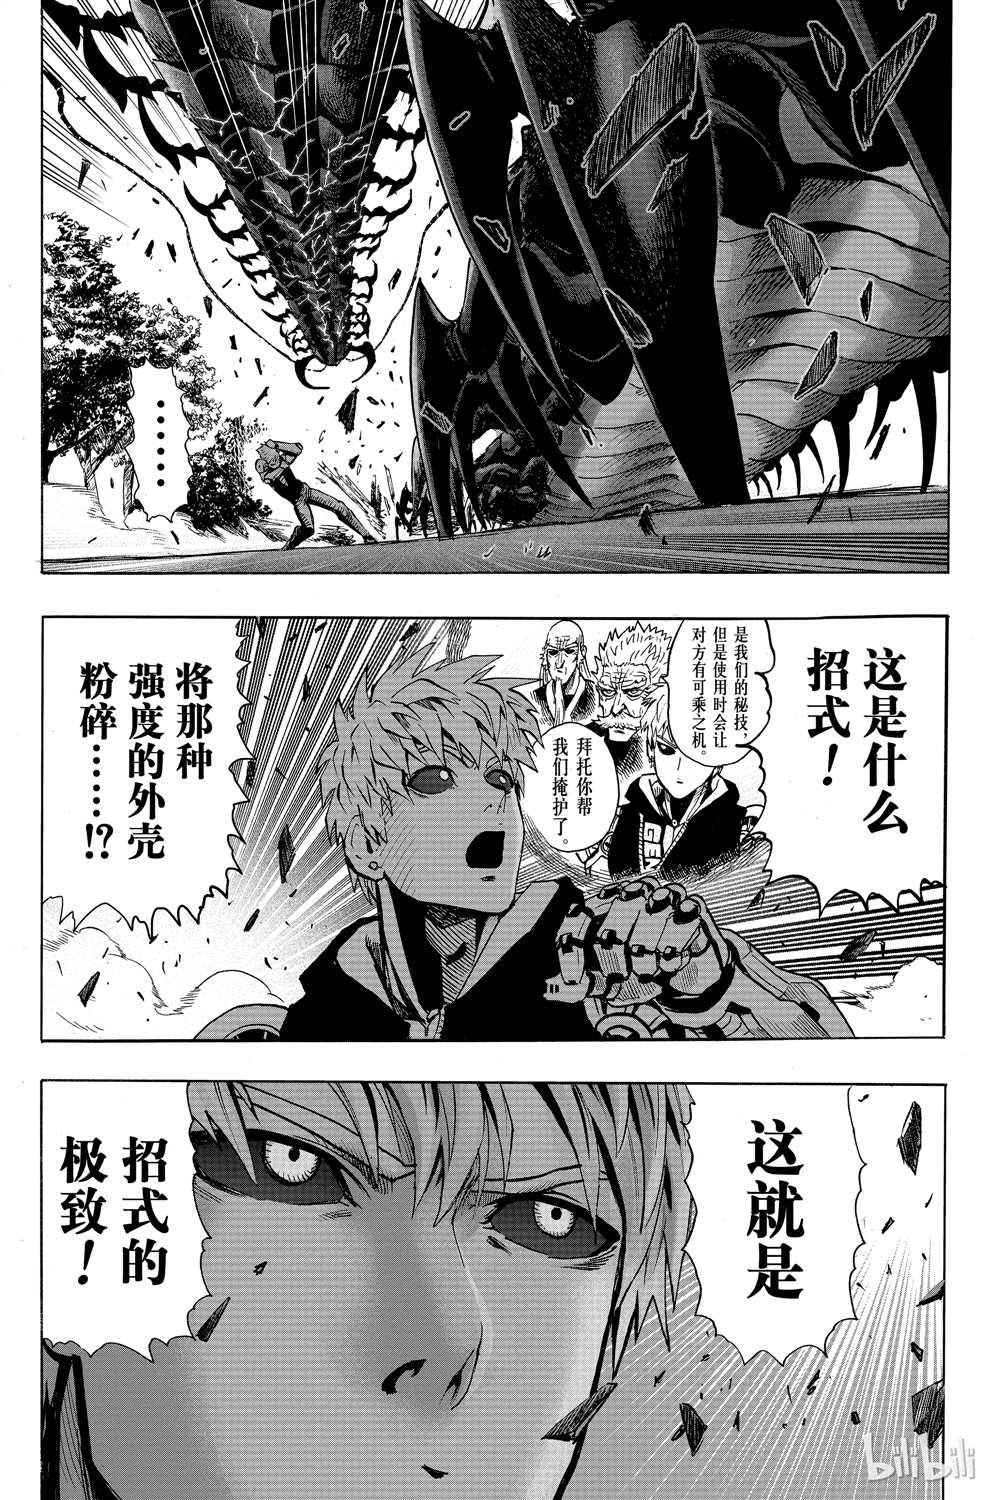 ……
这是什么
招式！
是我们的秘技，
但是使用时会让
对方有可乘之机。
拜托你帮
我们掩护了。
GEN
将那种
强度的外壳
粉碎……!?
这就是
招式的
极致！
bilibili